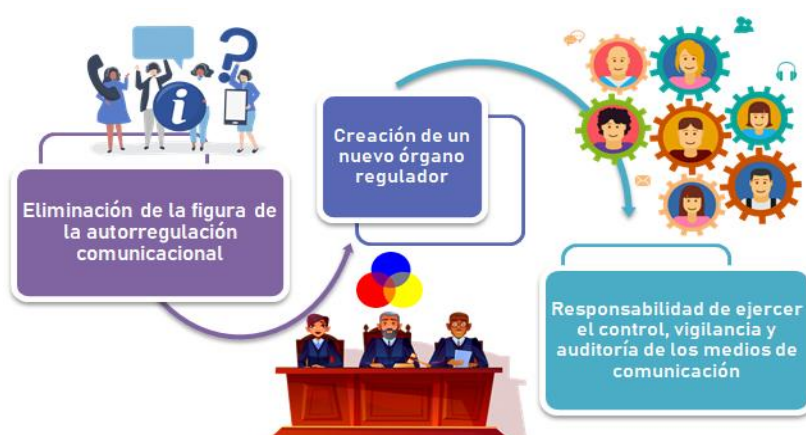 Eliminación de la figura de
la autorregulación
comunicacional
Creación de un
nuevo órgano
regulador
Responsabilidad de ejercer
el control, vigilancia y
auditoría de los medios de
comunicación